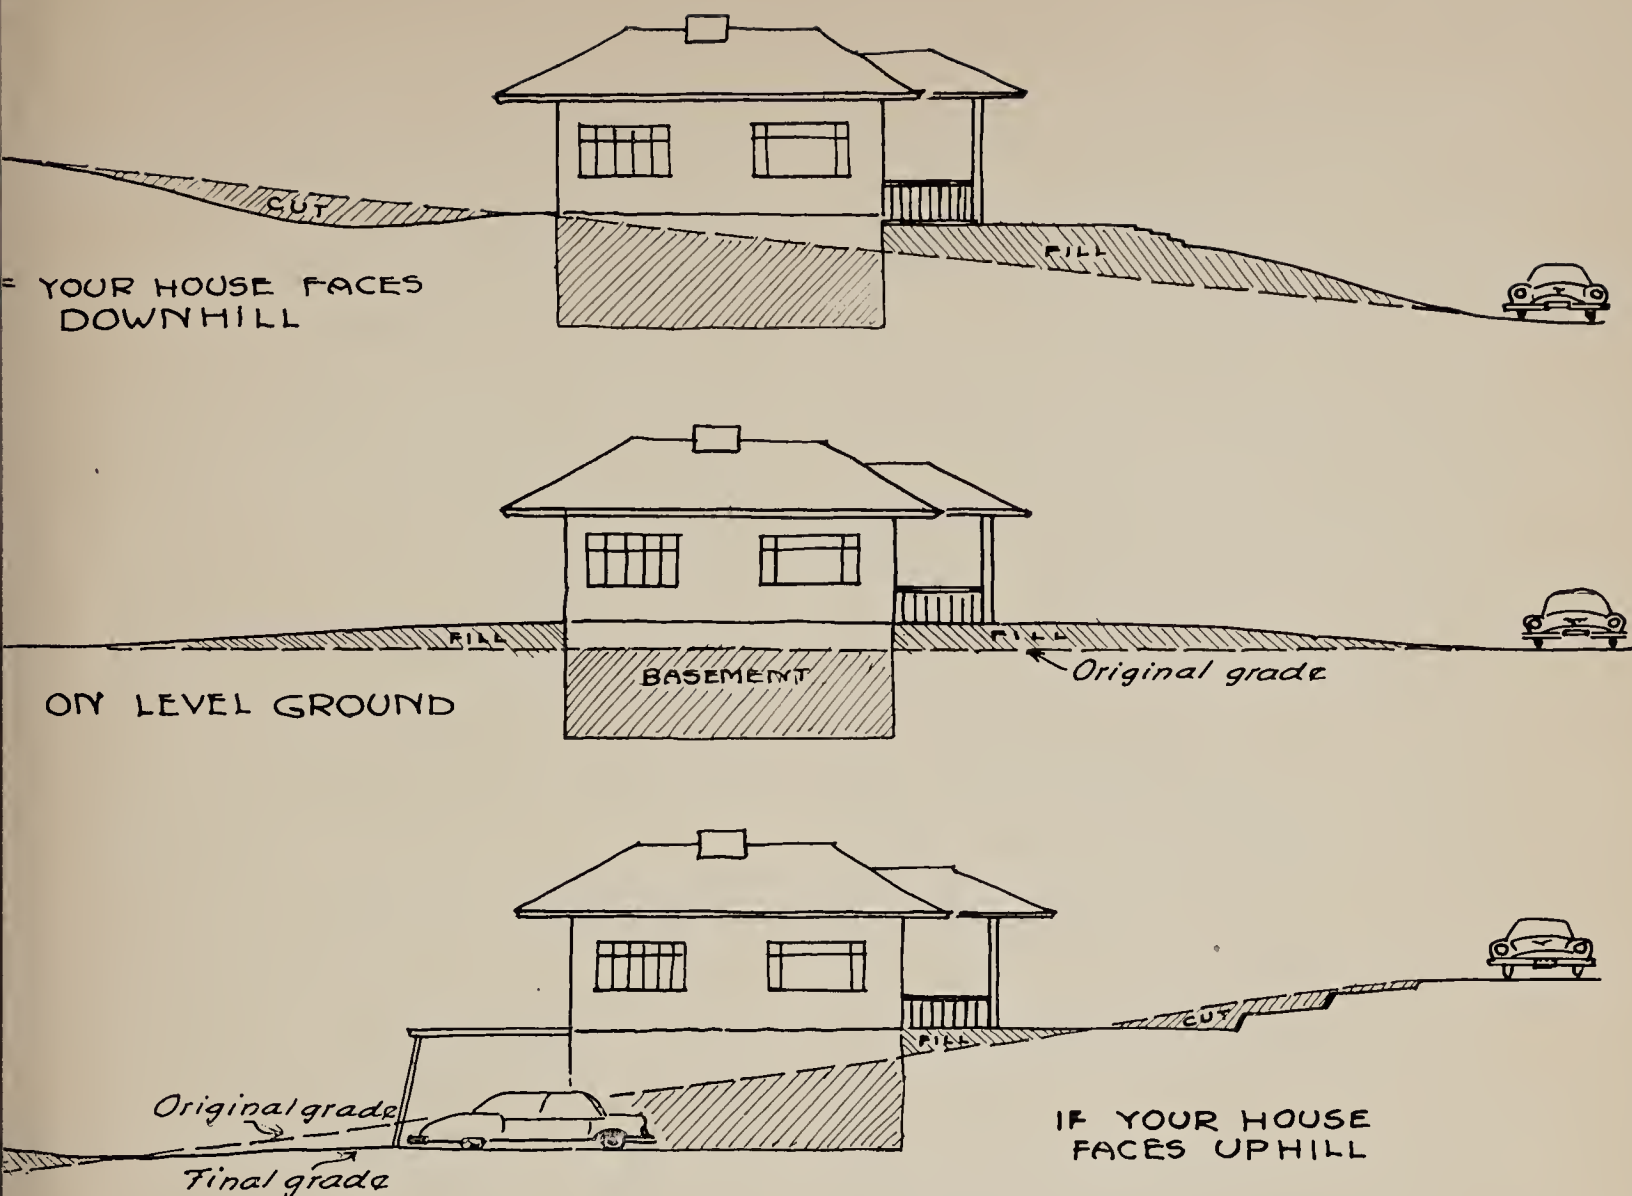 CUT
FILL
YOUR HOUSE FACES
DOWNHILL
FILL
FILL
BASEMENT
Original grade
ON LEVEL GROUND
CUT
FILL
Original grade
Final grade
IF YOUR HOUSE
FACES UPHILL